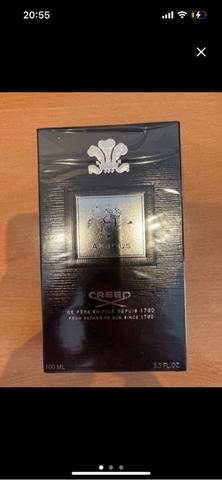 20:55
AVENTUS
CREED
DE PÈRE EN FILS DEPUIS 1760
FROM FATHER TO SON SINCE 1760
100 ML
3.3 FL.OZ.